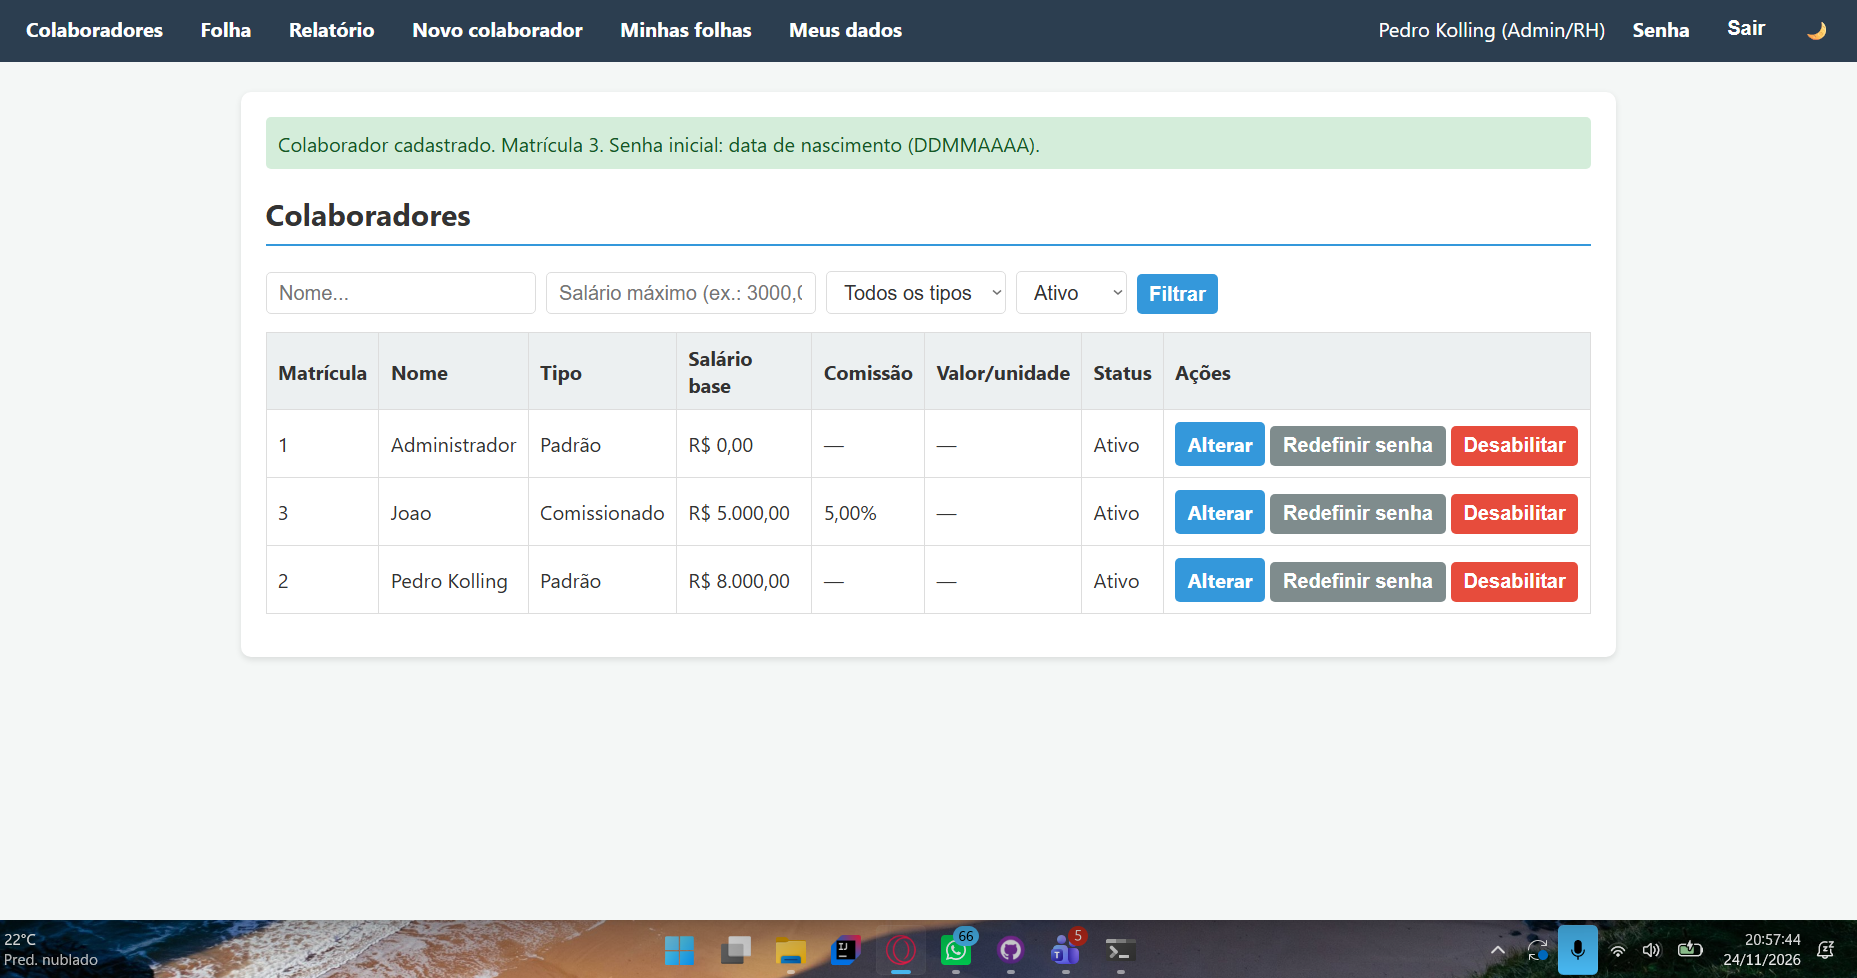 Colaboradores Folha Relatório Novo colaborador Minhas folhas Meus dados Pedro Kolling (Admin/RH) Senha Sair
Colaborador cadastrado. Matrícula 3. Senha inicial: data de nascimento (DDMMAAAA).
Colaboradores
Nome... Salário máximo (ex.: 3000,0 Todos os tipos Ativo Filtrar
Matrícula Nome Tipo Salário base Comissão Valor/unidade Status Ações
1 Administrador Padrão R$ 0,00 — — Ativo Alterar Redefinir senha Desabilitar
3 Joao Comissionado R$ 5.000,00 5,00% — Ativo Alterar Redefinir senha Desabilitar
2 Pedro Kolling Padrão R$ 8.000,00 — — Ativo Alterar Redefinir senha Desabilitar
22°C
Pred. nublado
IJ
66
T
5
20:57:44
24/11/2026